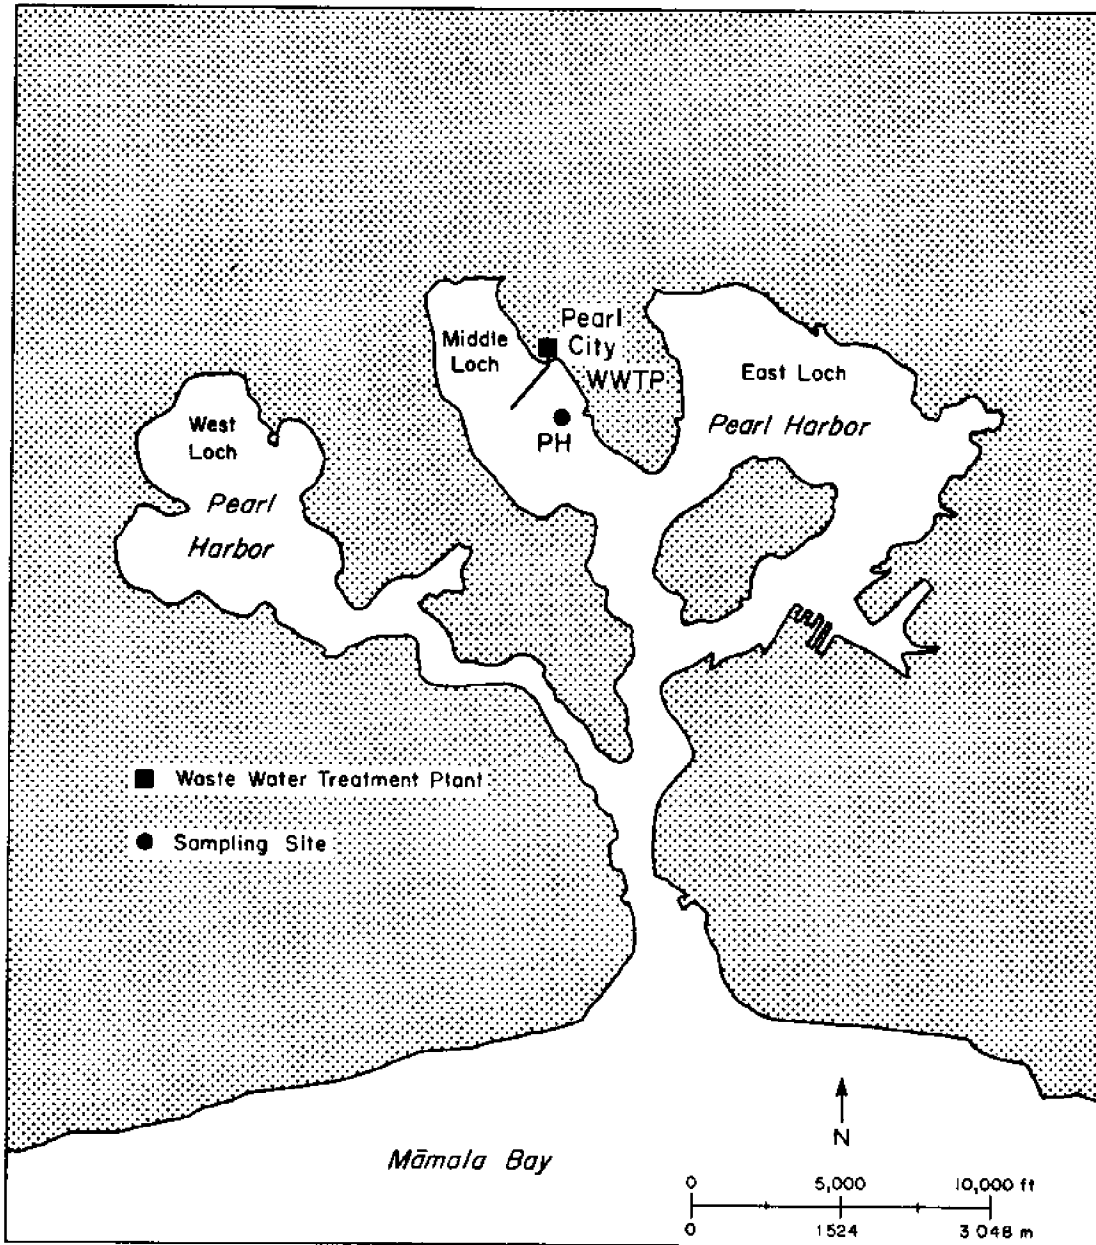 Pearl
City
WWTP
Middle
Loch
East Loch
Pearl Harbor
PH
West
Loch
Pearl
Harbor
Waste Water Treatment Plant
Sampling Site
N
Māmala Bay
0 5,000 10,000 ft
0 1524 3 048 m